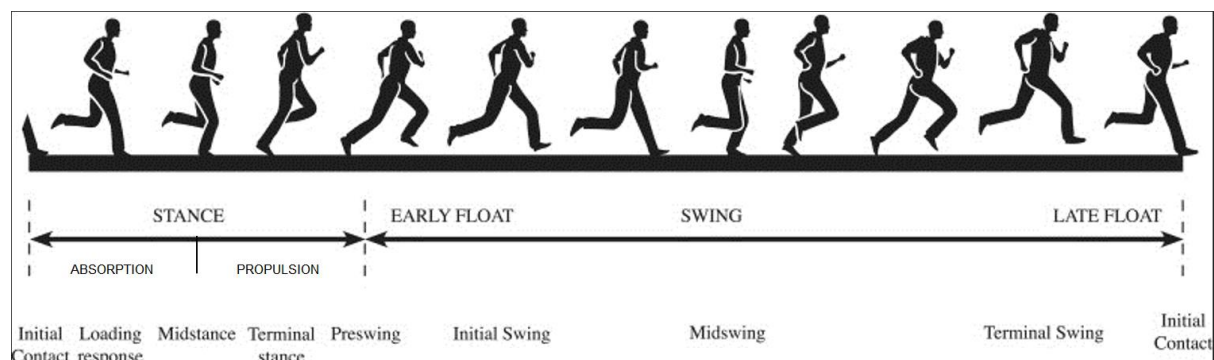 STANCE EARLY FLOAT SWING LATE FLOAT
ABSORPTION PROPULSION
Initial Contact
Loading response
Midstance
Terminal stance
Preswing
Initial Swing
Midswing
Terminal Swing
Initial Contact